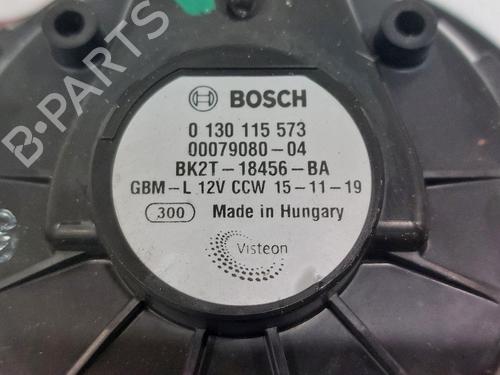 BOSCH
0 130 115 573
00079080-04
BK2T-18456-BA
GBM-L 12V CCW 15-11-19
300 Made in Hungary
Visteon
B-PARTS